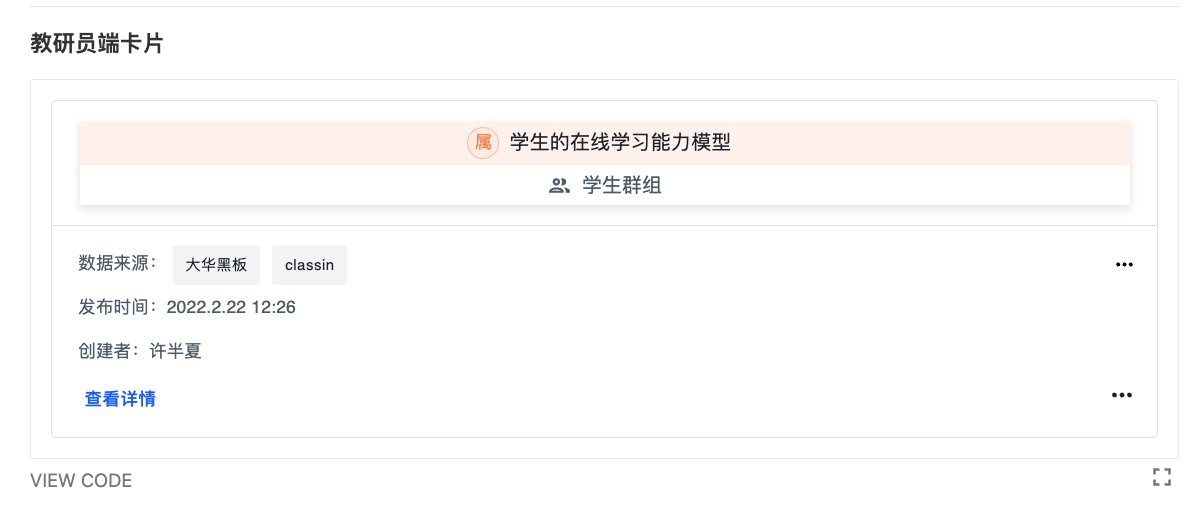 教研员端卡片
属 学生的在线学习能力模型
学生群组
数据来源： 大华黑板 classin
发布时间：2022.2.22 12:26
创建者：许半夏
查看详情
VIEW CODE